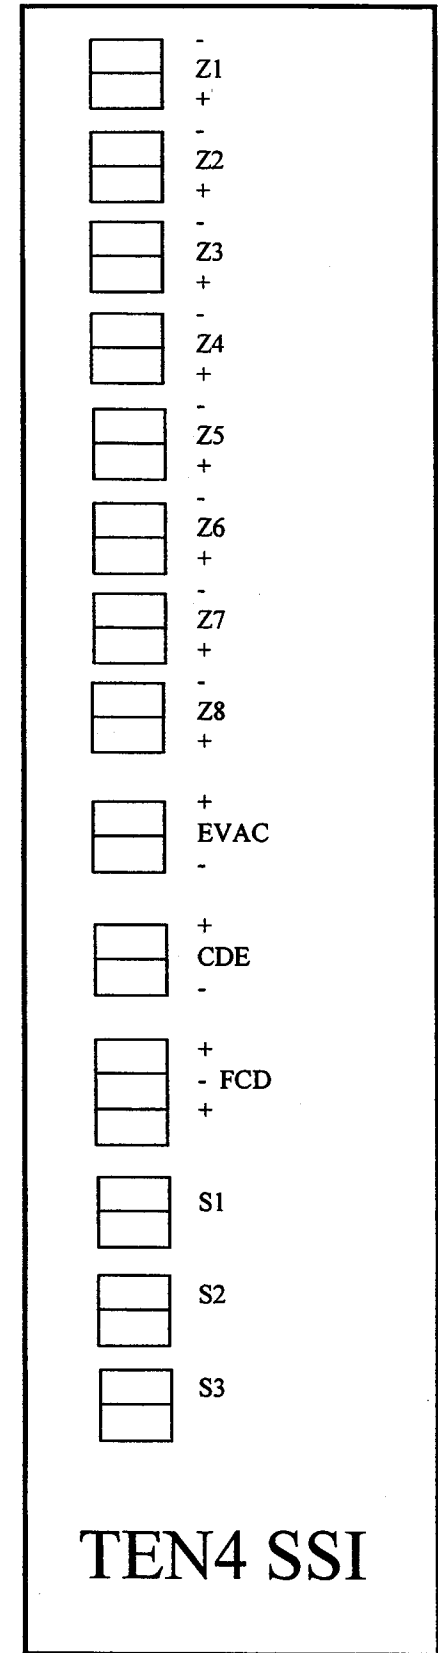 -
Z1
+
-
Z2
+
-
Z3
+
-
Z4
+
-
Z5
+
-
Z6
+
-
Z7
+
-
Z8
+
+
EVAC
-
+
CDE
-
+
- FCD
+
S1
S2
S3
TEN4 SSI